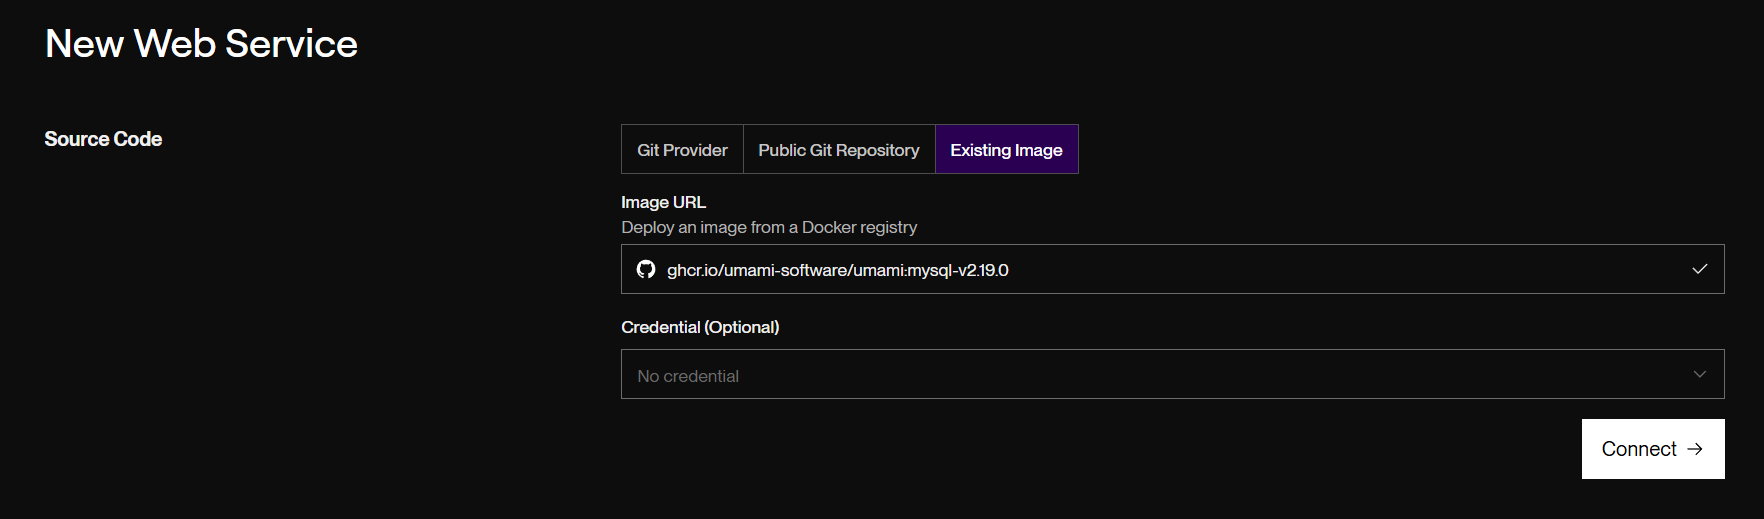 New Web Service
Source Code
Git Provider
Public Git Repository
Existing Image
Image URL
Deploy an image from a Docker registry
ghcr.io/umami-software/umami:mysql-v2.19.0
Credential (Optional)
No credential
Connect →